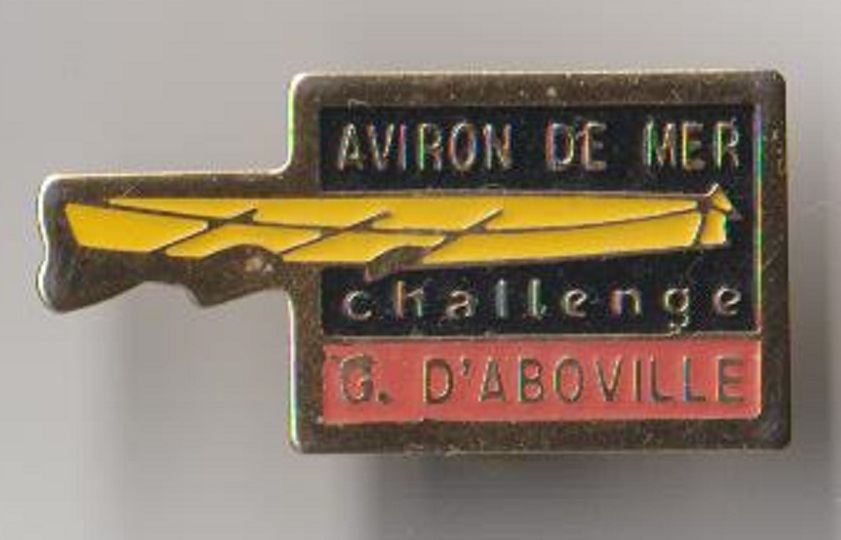 AVIRON DE MER
challenge
G. D'ABOVILLE